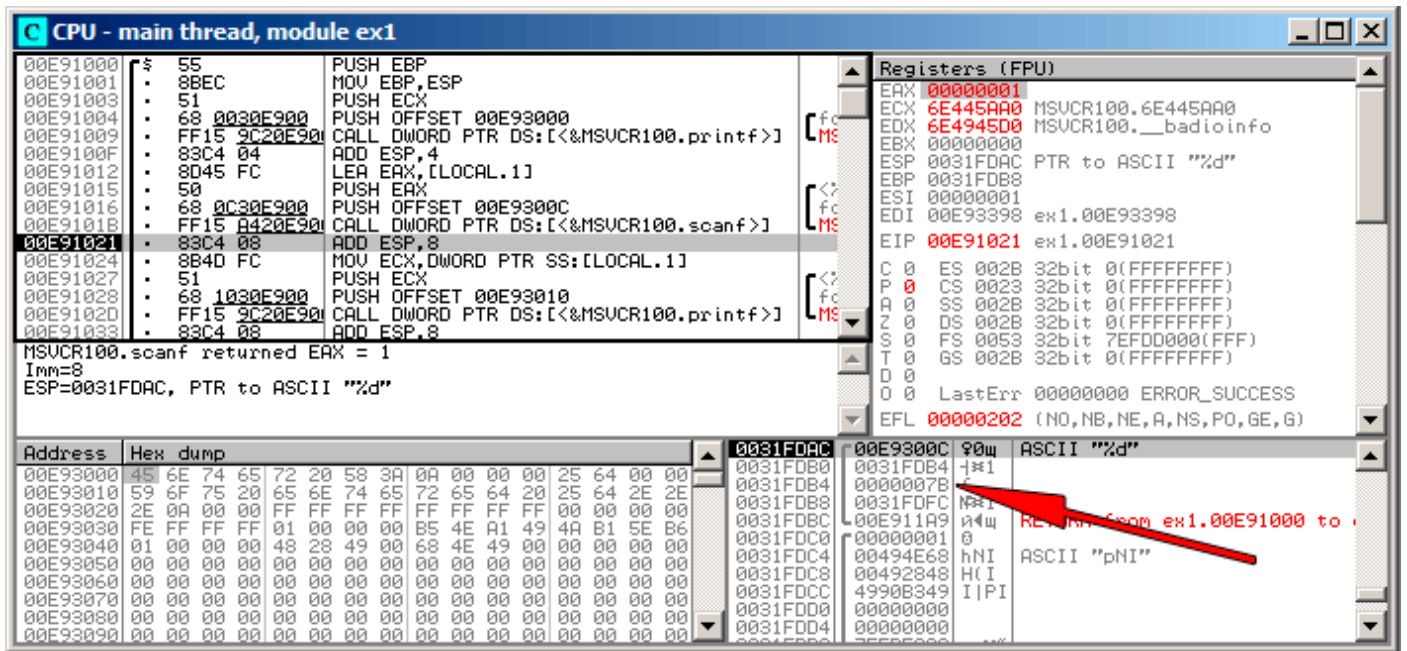 C CPU - main thread, module ex1
00E91000 $ 55 PUSH EBP
00E91001 . 8BEC MOV EBP,ESP
00E91003 . 51 PUSH ECX
00E91004 . 68 0030E900 PUSH OFFSET 00E93000
00E91009 . FF15 9C20E90 CALL DWORD PTR DS:[<&MSVCR100.printf>]
00E9100F . 83C4 04 ADD ESP,4
00E91012 . 8D45 FC LEA EAX,[LOCAL.1]
00E91015 . 50 PUSH EAX
00E91016 . 68 0C30E900 PUSH OFFSET 00E9300C
00E9101B . FF15 A420E90 CALL DWORD PTR DS:[<&MSVCR100.scanf>]
00E91021 . 83C4 08 ADD ESP,8
00E91024 . 8B4D FC MOV ECX,DWORD PTR SS:[LOCAL.1]
00E91027 . 51 PUSH ECX
00E91028 . 68 1030E900 PUSH OFFSET 00E93010
00E9102D . FF15 9C20E90 CALL DWORD PTR DS:[<&MSVCR100.printf>]
00E91033 . 83C4 08 ADD ESP,8
MSVCR100.scanf returned EAX = 1
Imm=8
ESP=0031FDAC, PTR to ASCII "%d"
Registers (FPU)
EAX 00000001
ECX 6E445AA0 MSVCR100.6E445AA0
EDX 6E4945D0 MSVCR100.__badioinfo
EBX 00000000
ESP 0031FDAC PTR to ASCII "%d"
EBP 0031FDB8
ESI 00000001
EDI 00E93398 ex1.00E93398
EIP 00E91021 ex1.00E91021
C 0 ES 002B 32bit 0(FFFFFFFF)
P 0 CS 0023 32bit 0(FFFFFFFF)
A 0 SS 002B 32bit 0(FFFFFFFF)
Z 0 DS 002B 32bit 0(FFFFFFFF)
S 0 FS 0053 32bit 7EFDD000(FFF)
T 0 GS 002B 32bit 0(FFFFFFFF)
D 0
O 0 LastErr 00000000 ERROR_SUCCESS
EFL 00000202 (NO,NB,NE,A,NS,PO,GE,G)
Address Hex dump
00E93000 45 6E 74 65 72 20 58 3A 0A 00 00 00 25 64 00 00
00E93010 59 6F 75 20 65 6E 74 65 72 65 64 20 25 64 2E 2E
00E93020 2E 0A 00 00 FF FF FF FF FF FF FF FF 00 00 00 00
00E93030 FE FF FF FF 01 00 00 00 B5 4E A1 49 4A B1 5E B6
00E93040 01 00 00 00 48 28 49 00 68 4E 49 00 00 00 00 00
00E93050 00 00 00 00 00 00 00 00 00 00 00 00 00 00 00 00
00E93060 00 00 00 00 00 00 00 00 00 00 00 00 00 00 00 00
00E93070 00 00 00 00 00 00 00 00 00 00 00 00 00 00 00 00
00E93080 00 00 00 00 00 00 00 00 00 00 00 00 00 00 00 00
00E93090 00 00 00 00 00 00 00 00 00 00 00 00 00 00 00 00
0031FDAC 00E9300C ♀0щ ASCII "%d"
0031FDB0 0031FDB4
0031FDB4 0000007B
0031FDB8 0031FDFC
0031FDBC 00E911A9 RETURN from ex1.00E91000 to
0031FDC0 00000001
0031FDC4 00494E68 hNI ASCII "pNI"
0031FDC8 00492848 H(I
0031FDCC 4990B349 I|PI
0031FDD0 00000000
0031FDD4 00000000